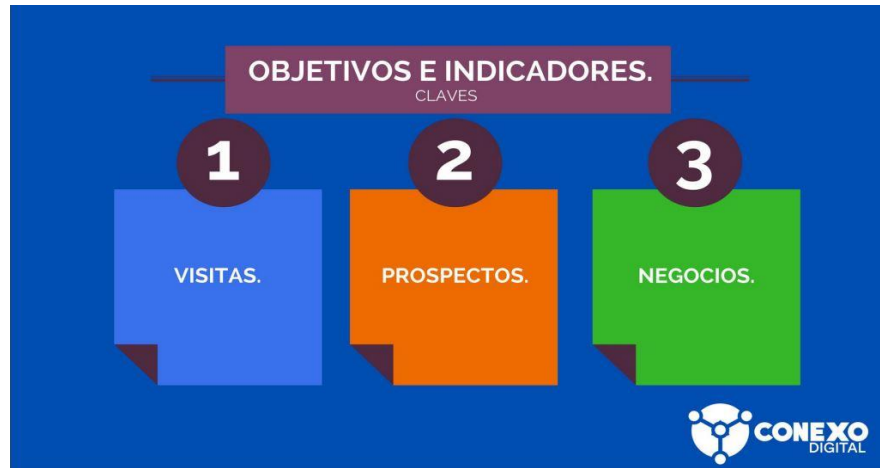 OBJETIVOS E INDICADORES.
CLAVES
1
2
3
VISITAS.
PROSPECTOS.
NEGOCIOS.
CONEXO
DIGITAL